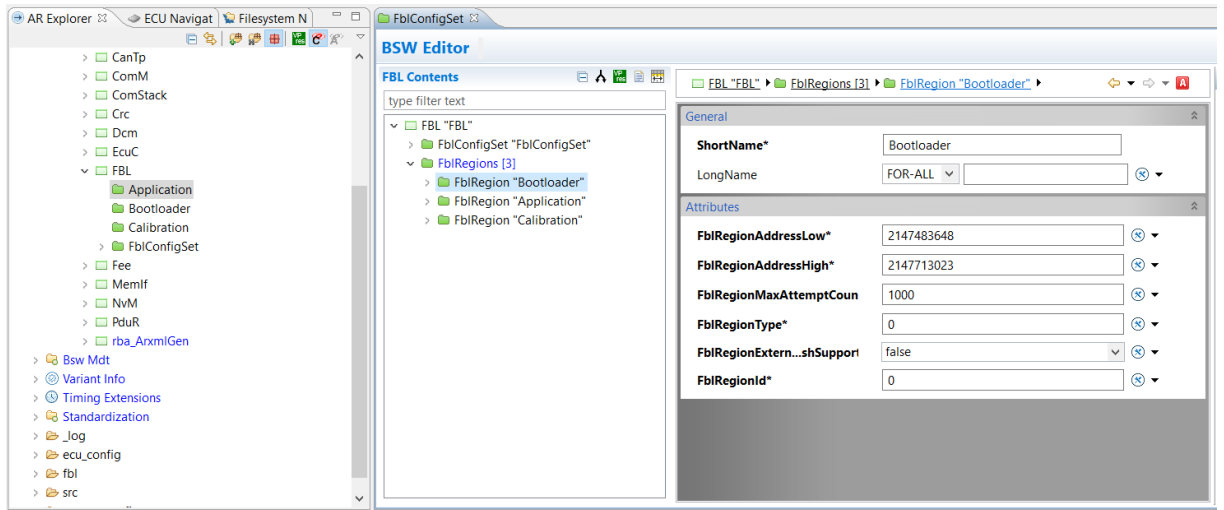 AR Explorer
ECU Navigat
Filesystem N
CanTp
ComM
ComStack
Crc
Dcm
EcuC
FBL
Application
Bootloader
Calibration
FblConfigSet
Fee
MemIf
NvM
PduR
rba_ArxmlGen
Bsw Mdt
Variant Info
Timing Extensions
Standardization
_log
ecu_config
fbl
src
FblConfigSet
BSW Editor
FBL Contents
type filter text
FBL "FBL"
FblConfigSet "FblConfigSet"
FblRegions [3]
FblRegion "Bootloader"
FblRegion "Application"
FblRegion "Calibration"
FBL "FBL" FblRegions [3] FblRegion "Bootloader"
General
ShortName* Bootloader
LongName FOR-ALL
Attributes
FblRegionAddressLow* 2147483648
FblRegionAddressHigh* 2147713023
FblRegionMaxAttemptCoun 1000
FblRegionType* 0
FblRegionExtern...shSupport false
FblRegionId* 0